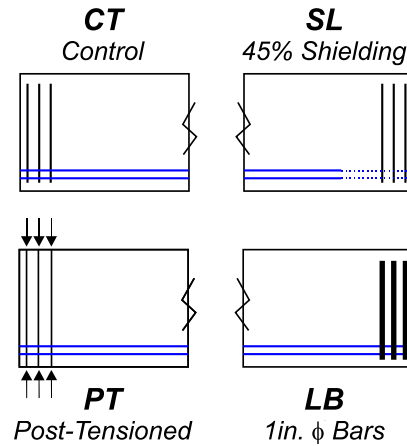 CT
Control
SL
45% Shielding
PT
Post-Tensioned
LB
1in. ϕ Bars